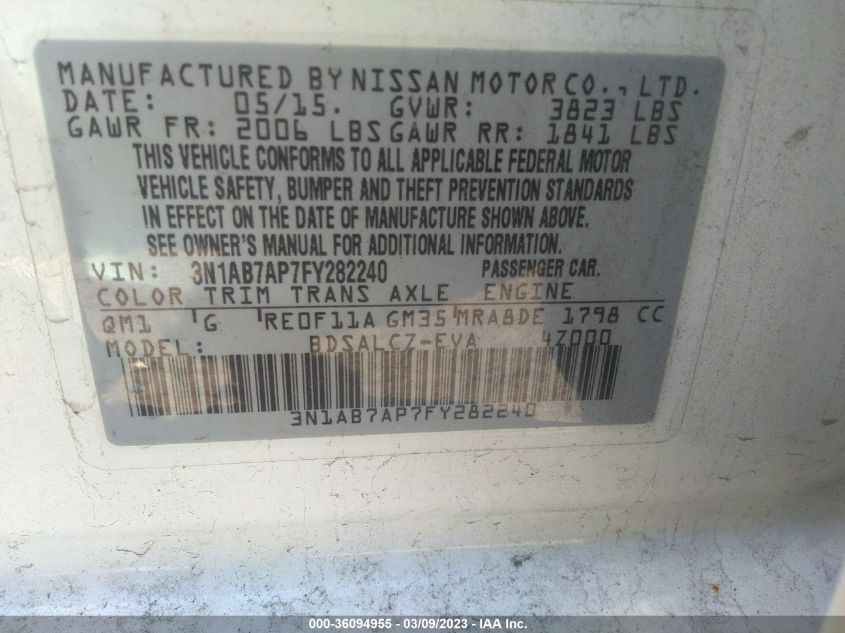 MANUFACTURED BY NISSAN MOTOR CO., LTD.
DATE: 05/15. GVWR: 3823 LBS
GAWR FR: 2006 LBS GAWR RR: 1841 LBS
THIS VEHICLE CONFORMS TO ALL APPLICABLE FEDERAL MOTOR
VEHICLE SAFETY, BUMPER AND THEFT PREVENTION STANDARDS
IN EFFECT ON THE DATE OF MANUFACTURE SHOWN ABOVE.
SEE OWNER'S MANUAL FOR ADDITIONAL INFORMATION.
VIN: 3N1AB7AP7FY282240 PASSENGER CAR.
COLOR TRIM TRANS AXLE ENGINE
QM1 G RE0F11A GM35 MRA8DE 1798 CC
MODEL: BDSALCZ-EVA 4Z000
3N1AB7AP7FY282240
000-36094955 - 03/09/2023 - IAA Inc.